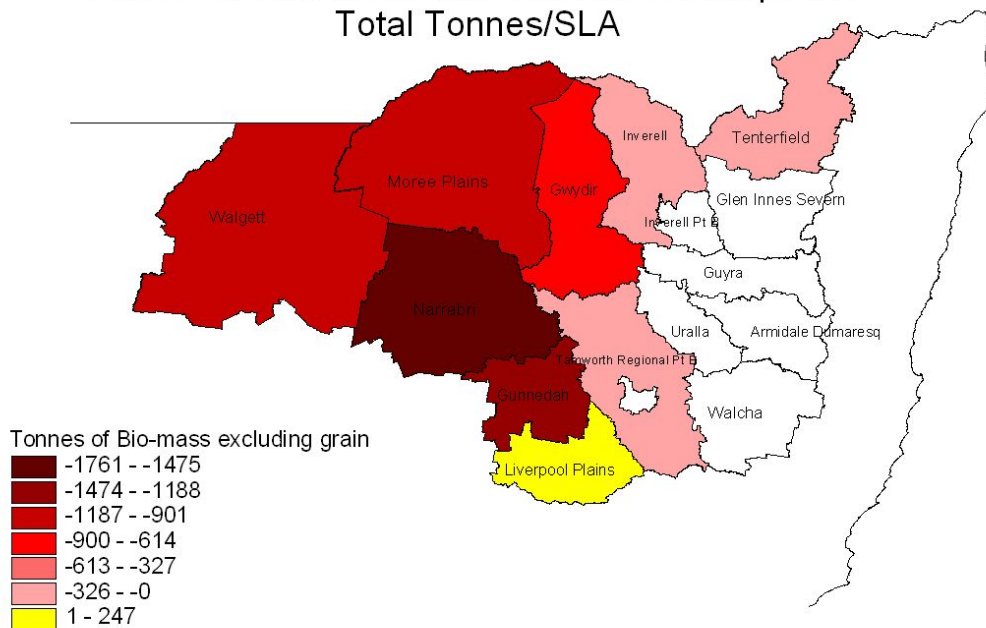 Total Tonnes/SLA
Inverell
Tenterfield
Moree Plains
Gwydir
Glen Innes Severn
Walgett
Inverell Pt B
Guyra
Narrabri
Uralla
Armidale Dumaresq
Tamworth Regional Pt B
Gunnedah
Walcha
Liverpool Plains
Tonnes of Bio-mass excluding grain
-1761 - -1475
-1474 - -1188
-1187 - -901
-900 - -614
-613 - -327
-326 - -0
1 - 247